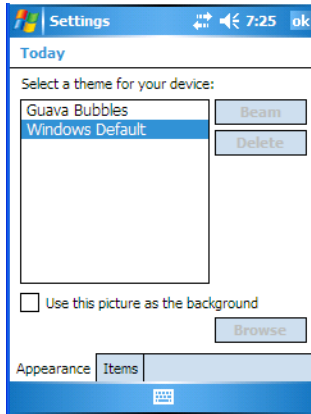 Settings 7:25 ok
Today
Select a theme for your device:
Guava Bubbles
Windows Default
Beam
Delete
Use this picture as the background
Browse
Appearance Items